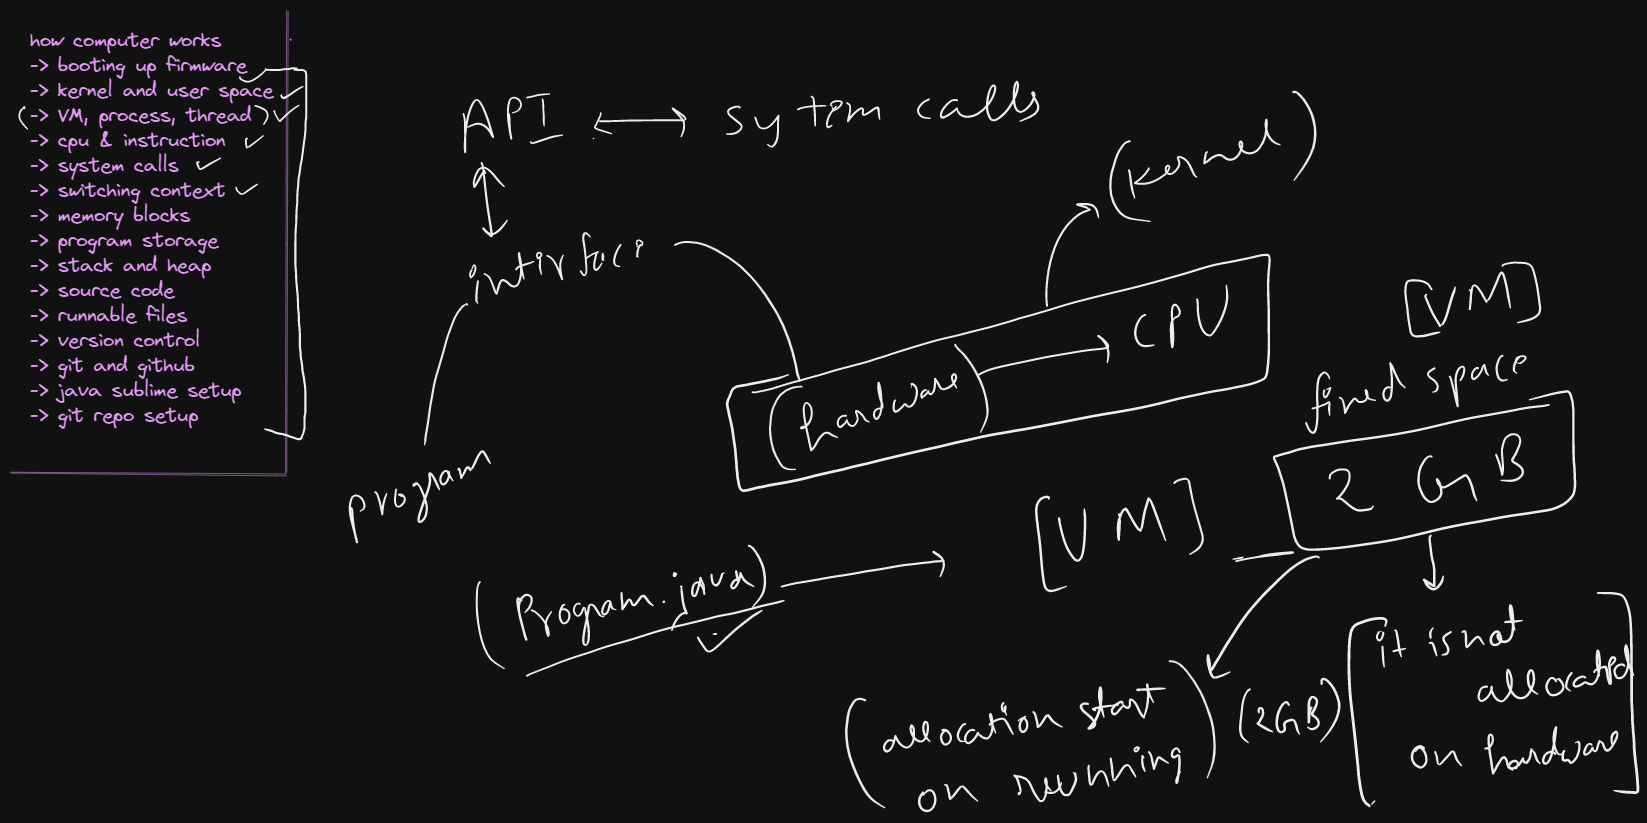 how computer works
-> booting up firmware
-> kernel and user space
(-> VM, process, thread)
-> cpu & instruction
-> system calls
-> switching context
-> memory blocks
-> program storage
-> stack and heap
-> source code
-> runnable files
-> version control
-> git and github
-> java sublime setup
-> git repo setup
API <-> system calls
(kernel)
interface
(hardware) -> CPU
[VM]
fixed space
2 GB
program
(Program.java) -> [VM]
(allocation start
on running)
(2GB)
[it is not
allocated
on hardware]